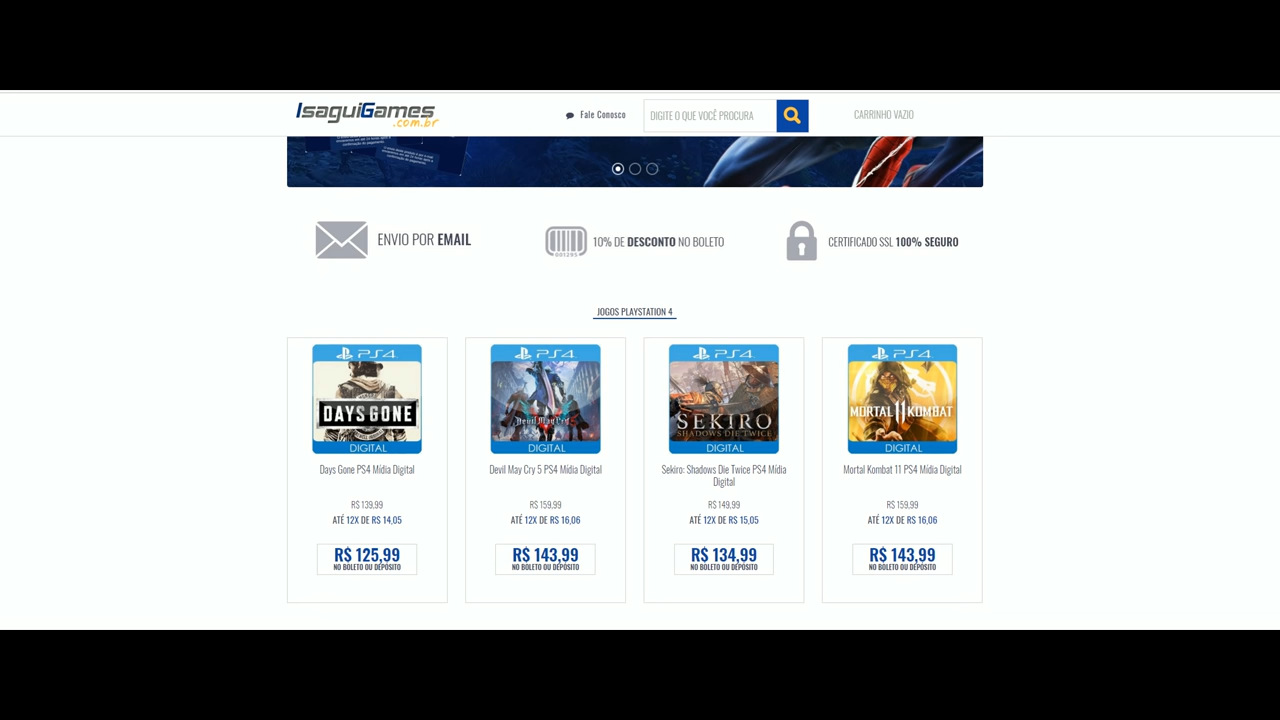 IsaguiGames
.com.br
Fale Conosco
DIGITE O QUE VOCÊ PROCURA
CARRINHO VAZIO
ENVIO POR EMAIL
001295
10% DE DESCONTO NO BOLETO
CERTIFICADO SSL 100% SEGURO
JOGOS PLAYSTATION 4
PS4
DAYS GONE
DIGITAL
Days Gone PS4 Mídia Digital
R$ 139,99
ATÉ 12X DE R$ 14,05
R$ 125,99
NO BOLETO OU DEPÓSITO
PS4
Devil May Cry 5
DIGITAL
Devil May Cry 5 PS4 Mídia Digital
R$ 159,99
ATÉ 12X DE R$ 16,06
R$ 143,99
NO BOLETO OU DEPÓSITO
PS4
SEKIRO
SHADOWS DIE TWICE
DIGITAL
Sekiro: Shadows Die Twice PS4 Mídia
Digital
R$ 149,99
ATÉ 12X DE R$ 15,05
R$ 134,99
NO BOLETO OU DEPÓSITO
PS4
MORTAL KOMBAT 11
DIGITAL
Mortal Kombat 11 PS4 Mídia Digital
R$ 159,99
ATÉ 12X DE R$ 16,06
R$ 143,99
NO BOLETO OU DEPÓSITO